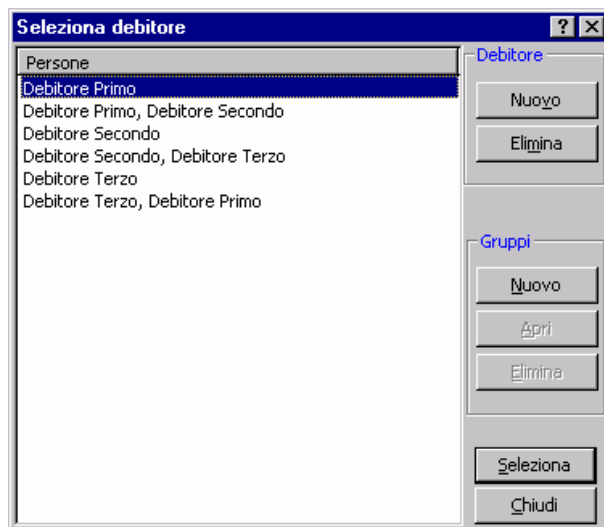 Seleziona debitore
Persone
Debitore Primo
Debitore Primo, Debitore Secondo
Debitore Secondo
Debitore Secondo, Debitore Terzo
Debitore Terzo
Debitore Terzo, Debitore Primo
Debitore
Nuovo
Elimina
Gruppi
Nuovo
Apri
Elimina
Seleziona
Chiudi